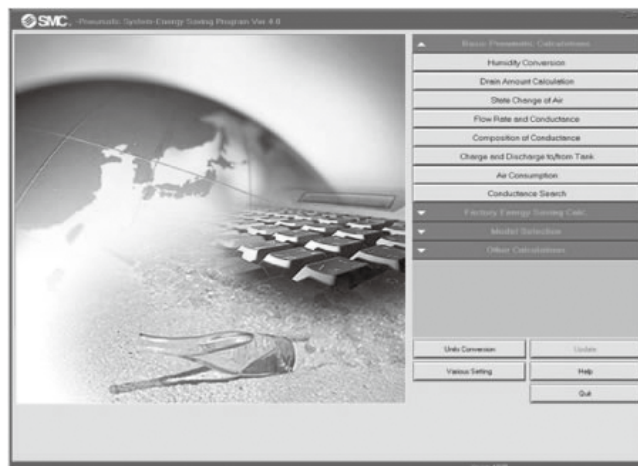 SMC. -Pneumatic System-Energy Saving Program Ver 4.0
Basic Pneumatic Calculations
Humidity Conversion
Drain Amount Calculation
State Change of Air
Flow Rate and Conductance
Composition of Conductance
Charge and Discharge to/from Tank
Air Consumption
Conductance Search
Factory Energy Saving Calc.
Model Selection
Other Calculations
Units Conversion
Update
Various Setting
Help
Quit